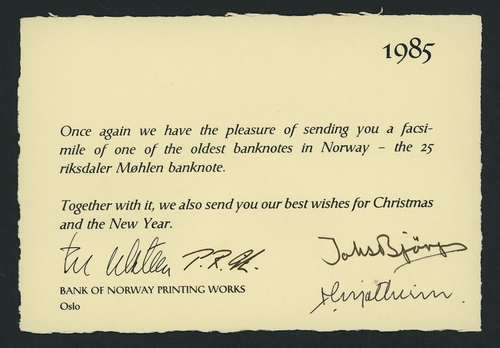 1985
Once again we have the pleasure of sending you a facsi-
mile of one of the oldest banknotes in Norway – the 25
riksdaler Møhlen banknote.
Together with it, we also send you our best wishes for Christmas
and the New Year.
BANK OF NORWAY PRINTING WORKS
Oslo